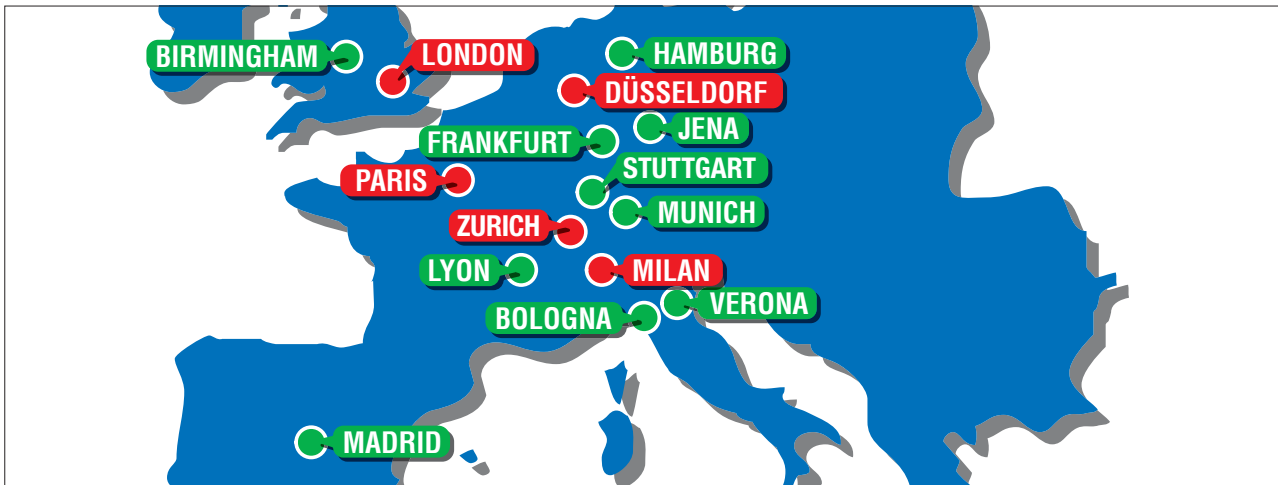 BIRMINGHAM
LONDON
HAMBURG
DÜSSELDORF
JENA
FRANKFURT
STUTTGART
PARIS
MUNICH
ZURICH
LYON
MILAN
VERONA
BOLOGNA
MADRID